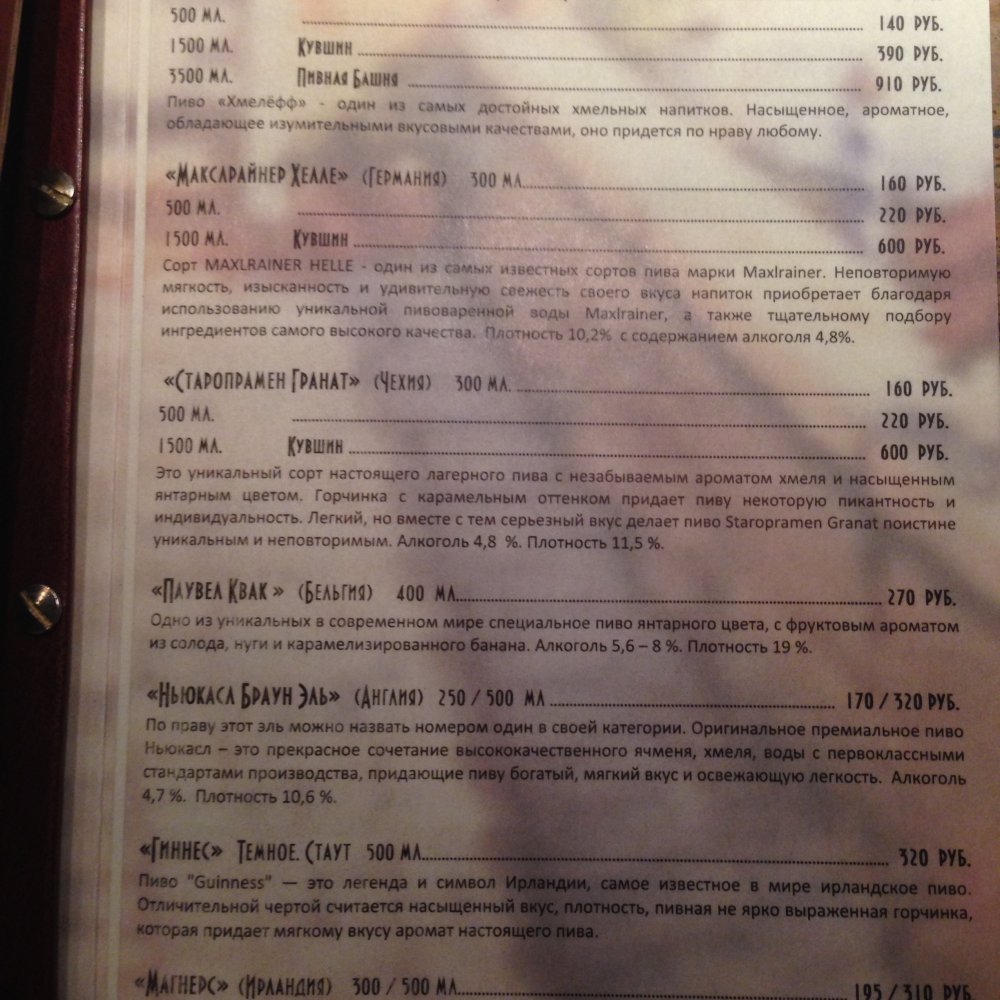 500 мл. ........ 140 руб.
1500 мл. Кувшин ........ 390 руб.
3500 мл. Пивная Башня ........ 910 руб.
Пиво «Хмелёфф» - один из самых достойных хмельных напитков. Насыщенное, ароматное,
обладающее изумительными вкусовыми качествами, оно придется по нраву любому.
«Макслрайнер Хелле» (Германия) 300 мл ........ 160 руб.
500 мл. ........ 220 руб.
1500 мл. Кувшин ........ 600 руб.
Сорт MAXLRAINER HELLE - один из самых известных сортов пива марки Maxlrainer. Неповторимую
мягкость, изысканность и удивительную свежесть своего вкуса напиток приобретает благодаря
использованию уникальной пивоваренной воды Maxlrainer, а также тщательному подбору
ингредиентов самого высокого качества. Плотность 10,2% с содержанием алкоголя 4,8%.
«Старопрамен Гранат» (Чехия) 300 мл. ........ 160 руб.
500 мл. ........ 220 руб.
1500 мл. Кувшин ........ 600 руб.
Это уникальный сорт настоящего лагерного пива с незабываемым ароматом хмеля и насыщенным
янтарным цветом. Горчинка с карамельным оттенком придает пиву некоторую пикантность и
индивидуальность. Легкий, но вместе с тем серьезный вкус делает пиво Staropramen Granat поистине
уникальным и неповторимым. Алкоголь 4,8 %. Плотность 11,5 %.
«Паувел Квак » (Бельгия) 400 мл ........ 270 руб.
Одно из уникальных в современном мире специальное пиво янтарного цвета, с фруктовым ароматом
из солода, нуги и карамелизированного банана. Алкоголь 5,6 – 8 %. Плотность 19 %.
«Ньюкасл Браун Эль» (Англия) 250 / 500 мл ........ 170 / 320 руб.
По праву этот эль можно назвать номером один в своей категории. Оригинальное премиальное пиво
Ньюкасл – это прекрасное сочетание высококачественного ячменя, хмеля, воды с первоклассными
стандартами производства, придающие пиву богатый, мягкий вкус и освежающую легкость. Алкоголь
4,7 %. Плотность 10,6 %.
«Гиннес» Темное. Стаут 500 мл ........ 320 руб.
Пиво "Guinness" — это легенда и символ Ирландии, самое известное в мире ирландское пиво.
Отличительной чертой считается насыщенный вкус, плотность, пивная не ярко выраженная горчинка,
которая придает мягкому вкусу аромат настоящего пива.
«Магнерс» (Ирландия) 300 / 500 мл ........ 195 / 310 руб.